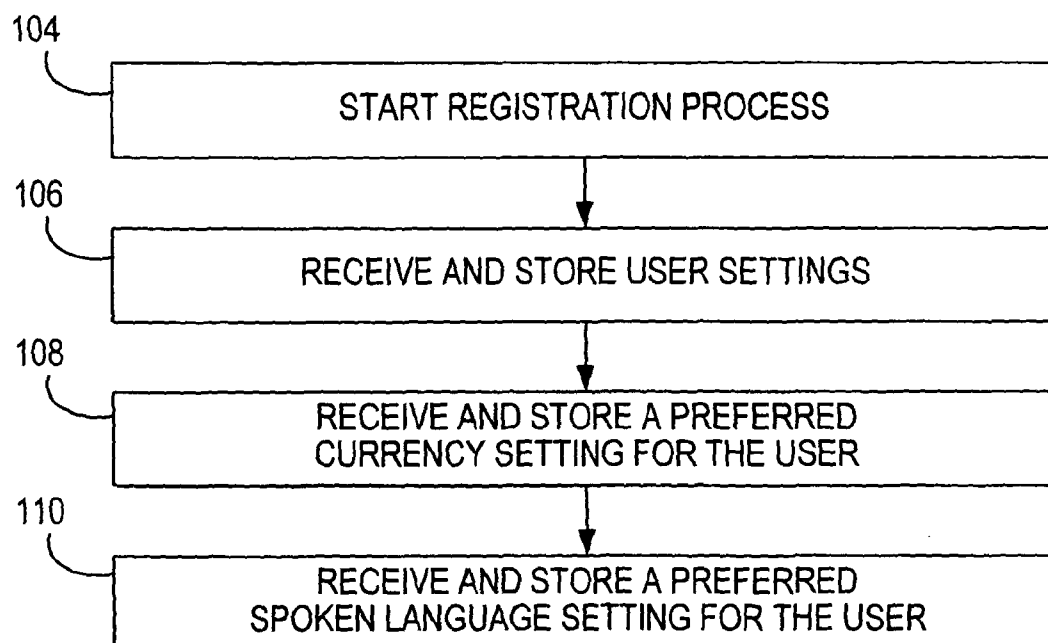 104
START REGISTRATION PROCESS
106
RECEIVE AND STORE USER SETTINGS
108
RECEIVE AND STORE A PREFERRED
CURRENCY SETTING FOR THE USER
110
RECEIVE AND STORE A PREFERRED
SPOKEN LANGUAGE SETTING FOR THE USER